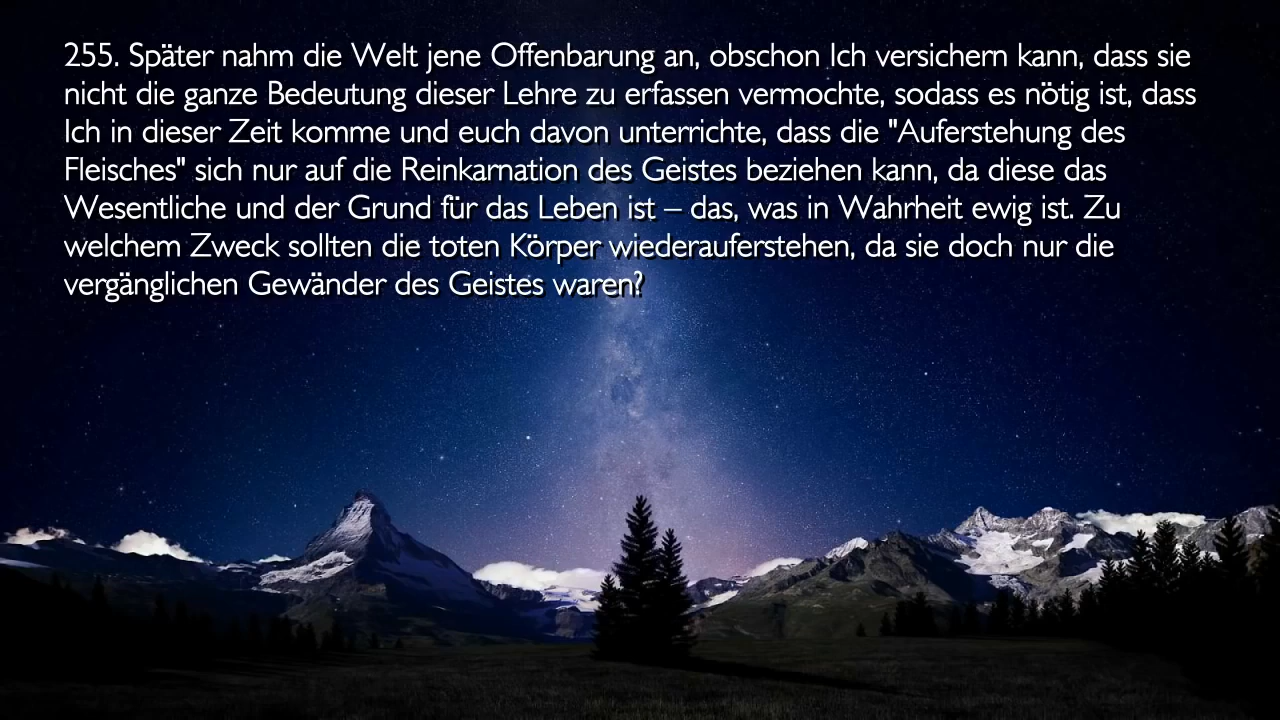 255. Später nahm die Welt jene Offenbarung an, obschon Ich versichern kann, dass sie
nicht die ganze Bedeutung dieser Lehre zu erfassen vermochte, sodass es nötig ist, dass
Ich in dieser Zeit komme und euch davon unterrichte, dass die "Auferstehung des
Fleisches" sich nur auf die Reinkarnation des Geistes beziehen kann, da diese das
Wesentliche und der Grund für das Leben ist – das, was in Wahrheit ewig ist. Zu
welchem Zweck sollten die toten Körper wiederauferstehen, da sie doch nur die
vergänglichen Gewänder des Geistes waren?